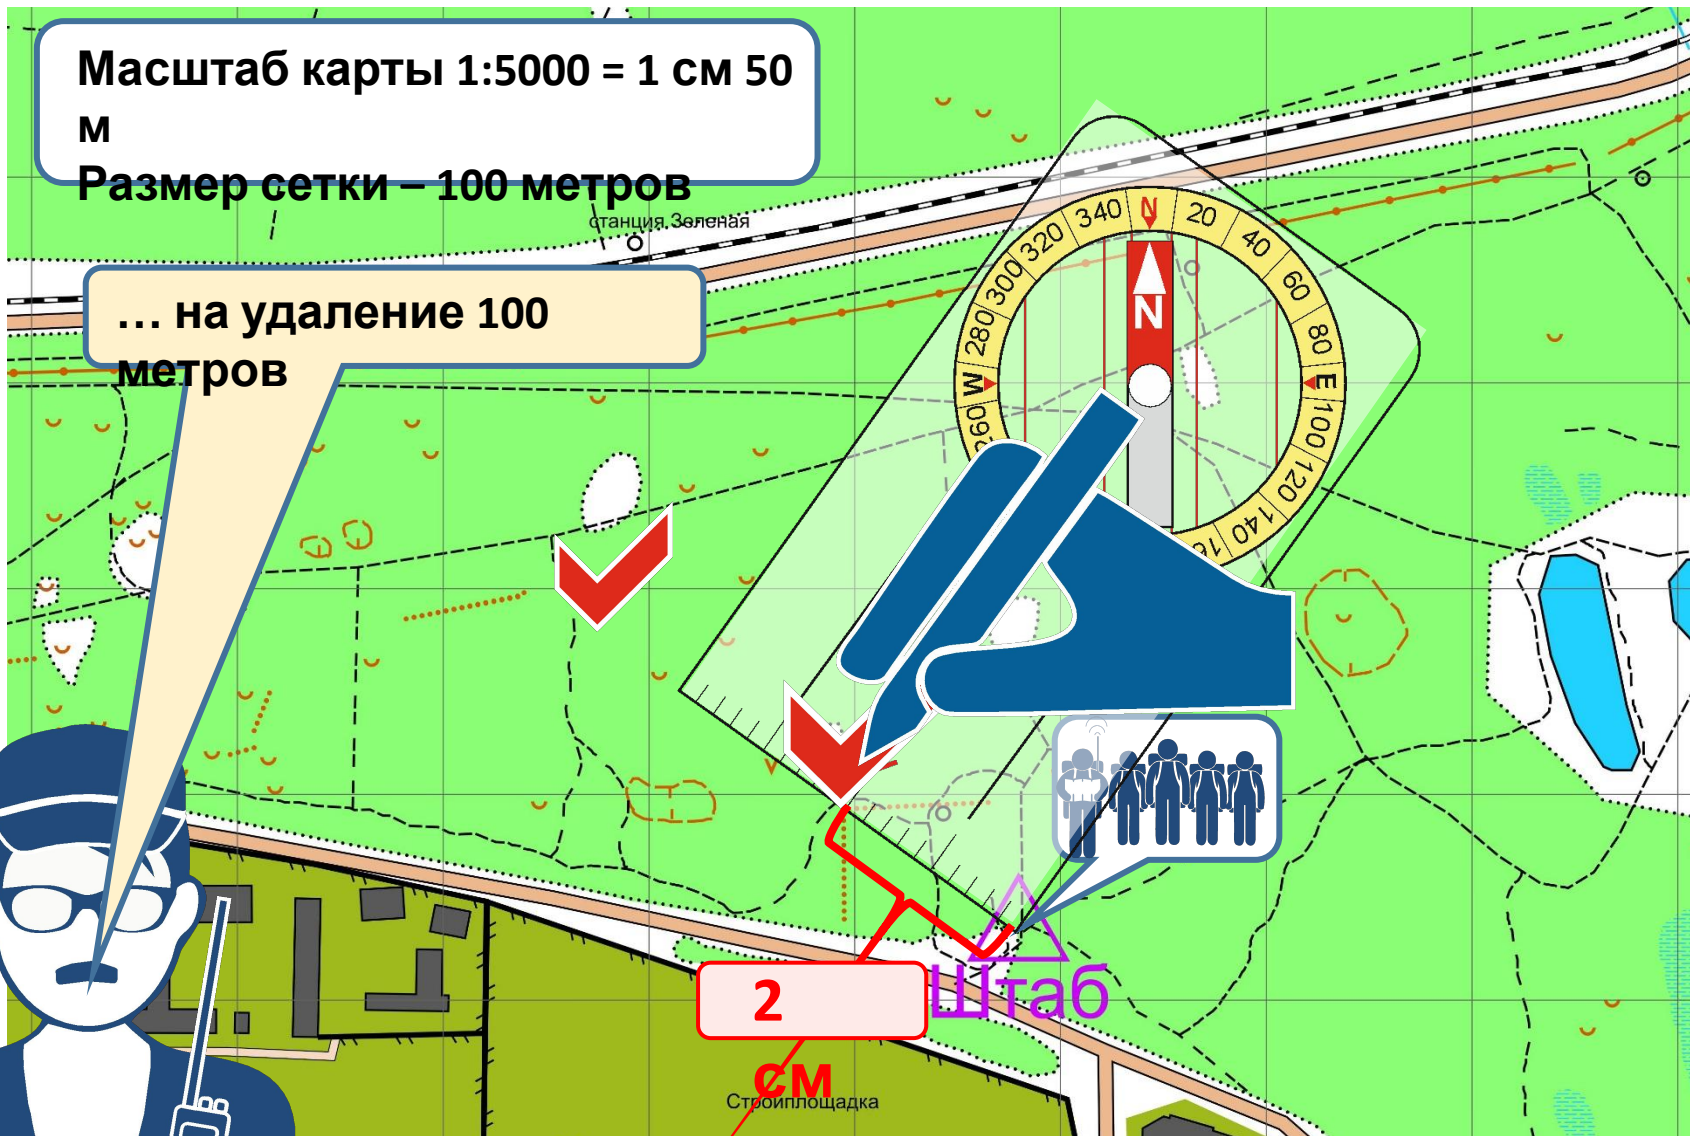 Масштаб карты 1:5000 = 1 см 50
м
Размер сетки – 100 метров
станция Зеленая
… на удаление 100
метров
N
20
40
60
80
E
100
120
140
16
260
W
280
300
320
340
N
Штаб
2
см
Стройплощадка